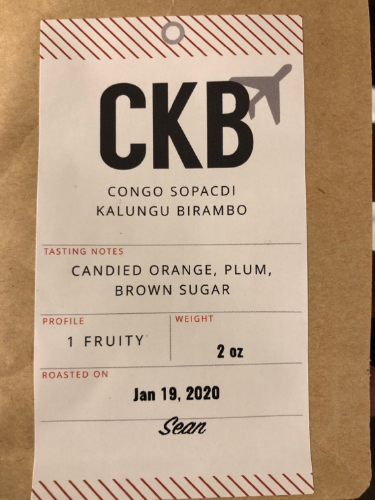 CKB
CONGO SOPACDI
KALUNGU BIRAMBO
TASTING NOTES
CANDIED ORANGE, PLUM,
BROWN SUGAR
PROFILE
1 FRUITY
WEIGHT
2 oz
ROASTED ON
Jan 19, 2020
Sean